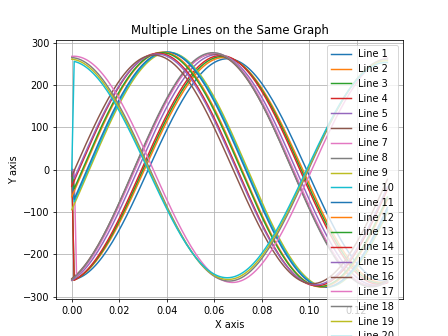 Multiple Lines on the Same Graph
300
200
100
0
−100
−200
−300
Y axis
0.00
0.02
0.04
0.06
0.08
0.10
X axis
Line 1
Line 2
Line 3
Line 4
Line 5
Line 6
Line 7
Line 8
Line 9
Line 10
Line 11
Line 12
Line 13
Line 14
Line 15
Line 16
Line 17
Line 18
Line 19
Line 20